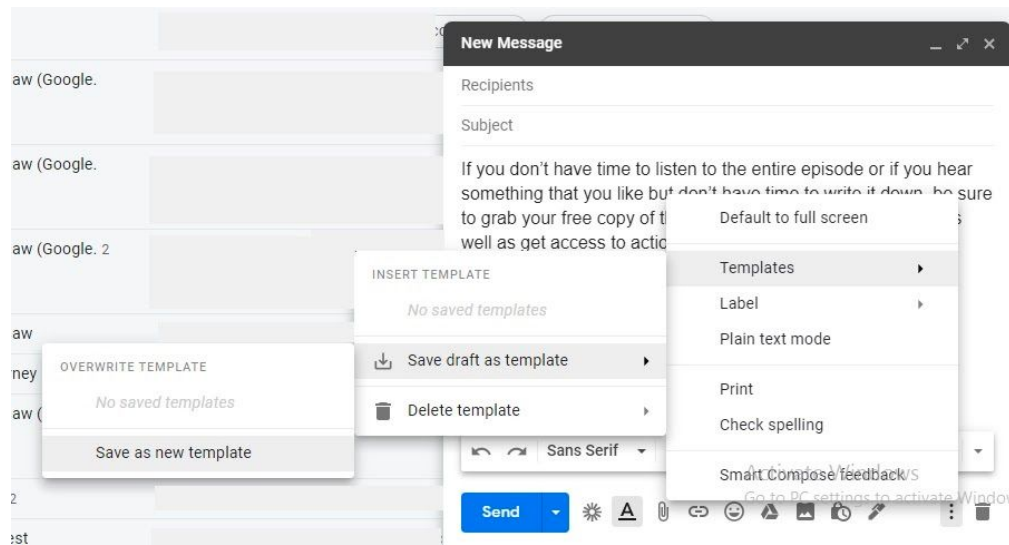 New Message
aw (Google.
Recipients
Subject
aw (Google.
If you don't have time to listen to the entire episode or if you hear
something that you like but don't have time to write it down, be sure
to grab your free copy of
well as get access to
Default to full screen
aw (Google. 2
INSERT TEMPLATE
No saved templates
Templates
Label
Plain text mode
aw
OVERWRITE TEMPLATE
No saved templates
Save as new template
Save draft as template
Delete template
Print
Check spelling
Smart Compose feedback
ney
aw (
Sans Serif
Activate Windows
Go to PC settings to activate Window
Send
A
2
est